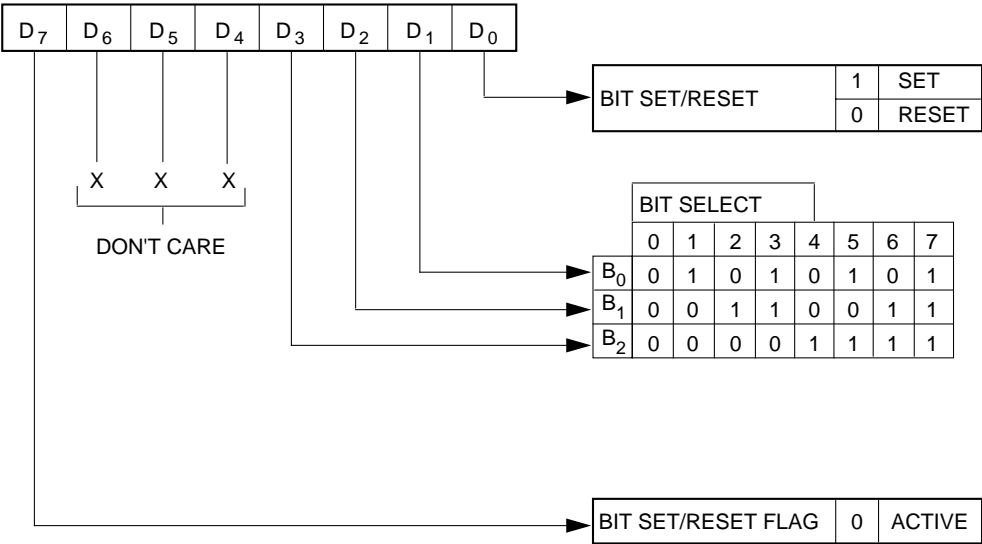 D7 D6 D5 D4 D3 D2 D1 D0
BIT SET/RESET 1 SET
0 RESET
X X X
DON'T CARE
BIT SELECT
0 1 2 3 4 5 6 7
B0 0 1 0 1 0 1 0 1
B1 0 0 1 1 0 0 1 1
B2 0 0 0 0 1 1 1 1
BIT SET/RESET FLAG 0 ACTIVE